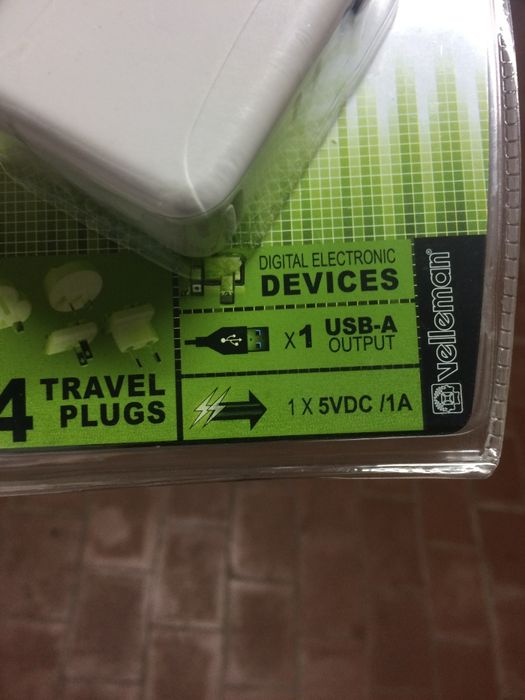 DIGITAL ELECTRONIC
DEVICES
X1 USB-A
OUTPUT
4 TRAVEL
PLUGS
1 X 5VDC /1A
velleman®